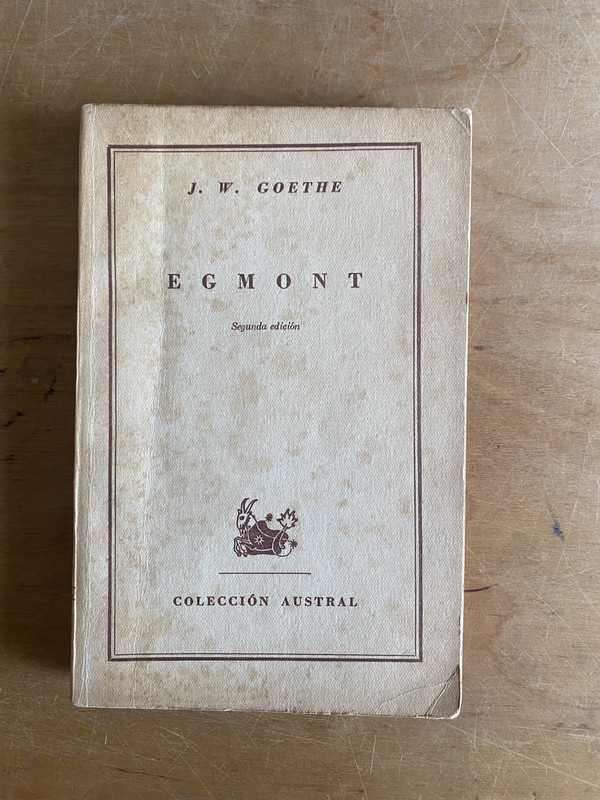 J. W. GOETHE
EGMONT
Segunda edición
COLECCIÓN AUSTRAL